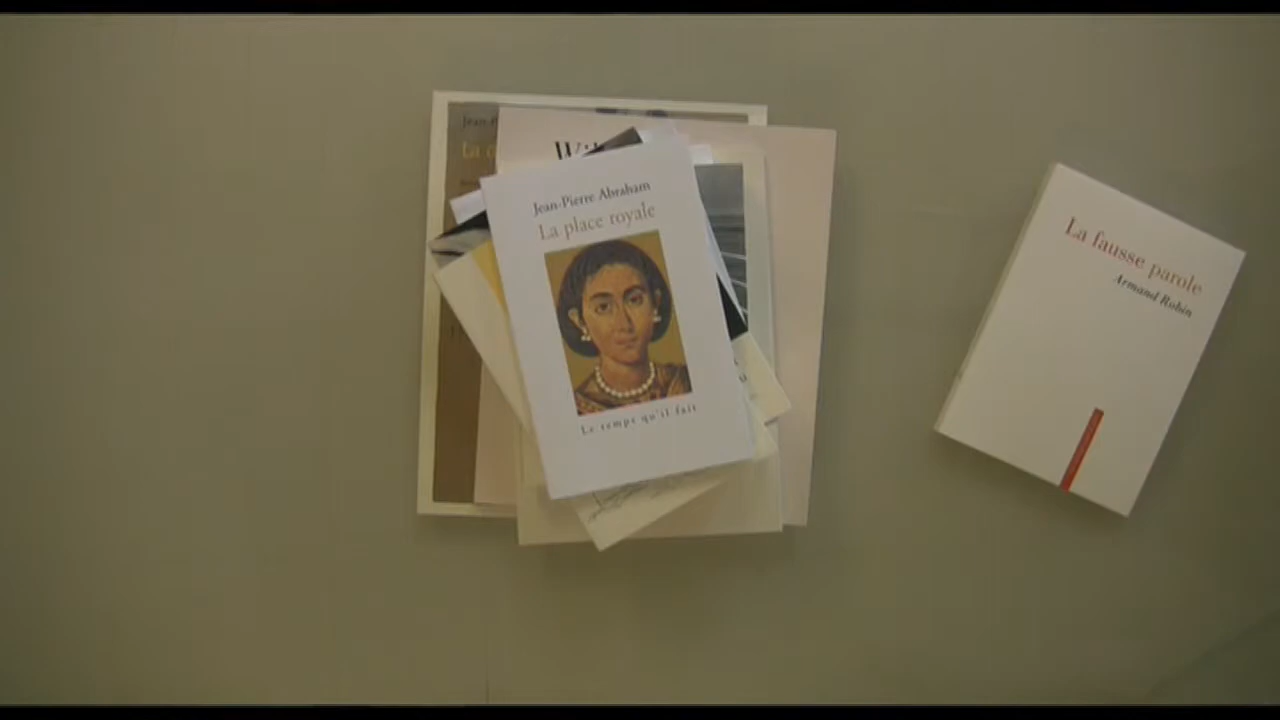 Jean-Pierre Abraham
La place royale
Le temps qu'il fait
La fausse parole
Armand Robin